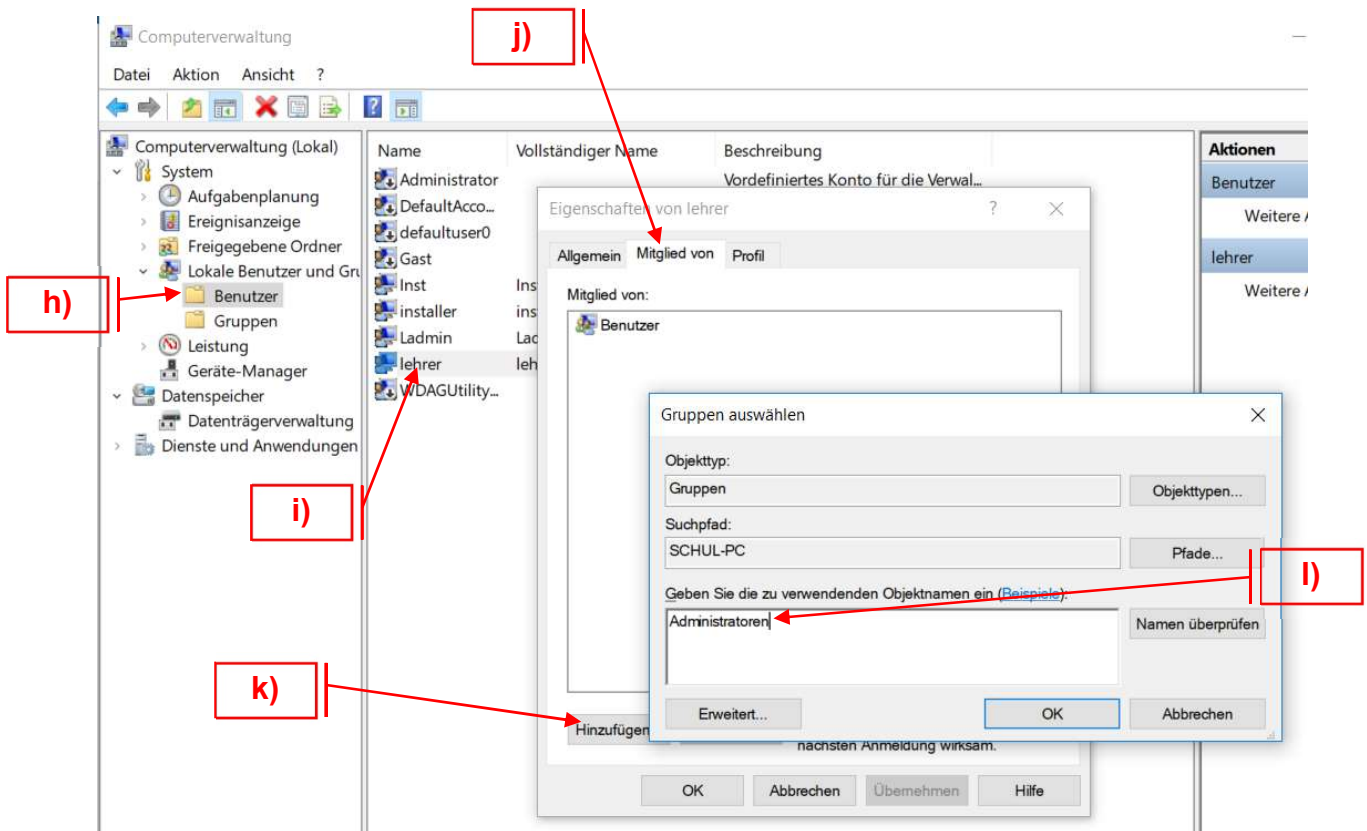 Computerverwaltung
j)
Datei Aktion Ansicht ?
Computerverwaltung (Lokal)
System
Aufgabenplanung
Ereignisanzeige
Freigegebene Ordner
Lokale Benutzer und Gru
Benutzer
Gruppen
Leistung
Geräte-Manager
Datenspeicher
Datenträgerverwaltung
Dienste und Anwendungen
h)
Name Vollständiger Name Beschreibung
Administrator Vordefiniertes Konto für die Verwal...
DefaultAcco...
defaultuser0
Gast
Inst Ins
installer ins
Ladmin Lad
lehrer leh
WDAGUtility...
i)
Eigenschaften von lehrer ?
Allgemein Mitglied von Profil
Mitglied von:
Benutzer
k)
Hinzufügen
nächsten Anmeldung wirksam.
OK Abbrechen Übernehmen Hilfe
Gruppen auswählen
Objekttyp:
Gruppen Objekttypen...
Suchpfad:
SCHUL-PC Pfade...
Geben Sie die zu verwendenden Objektnamen ein (Beispiele):
Administratoren Namen überprüfen
Erweitert... OK Abbrechen
l)
Aktionen
Benutzer
Weitere A
lehrer
Weitere A